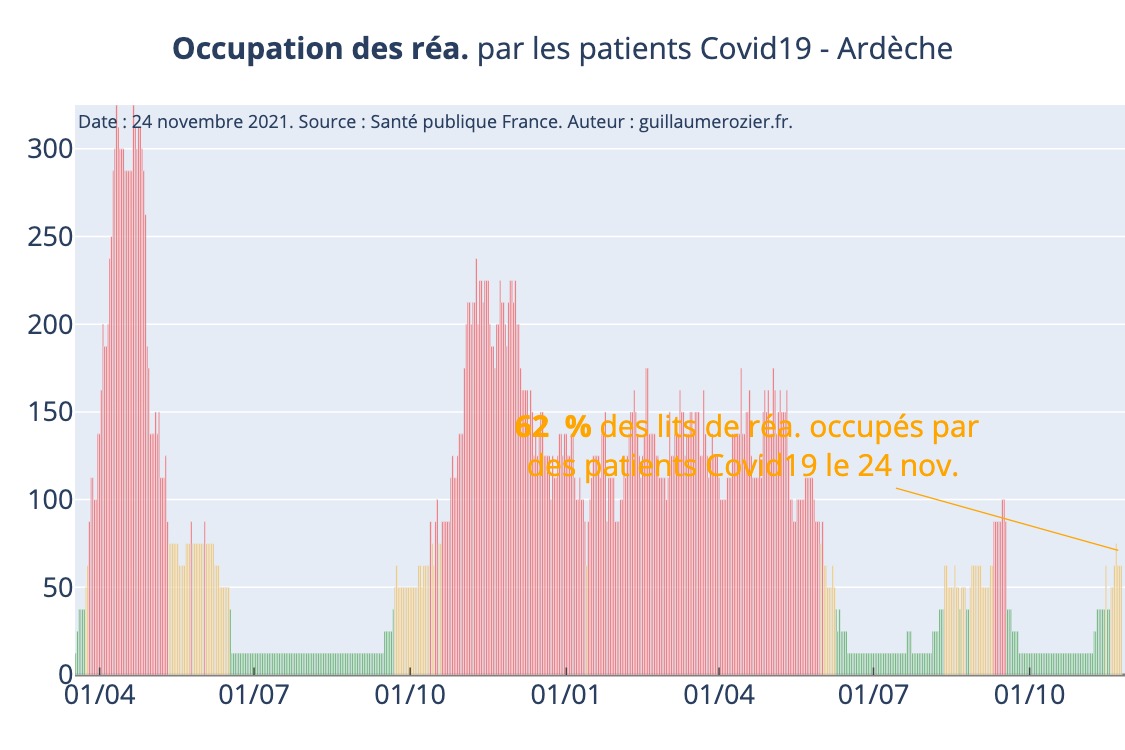 Occupation des réa. par les patients Covid19 - Ardèche
Date : 24 novembre 2021. Source : Santé publique France. Auteur : guillaumerozier.fr.
300
250
200
150
62 % des lits de réa. occupés par
des patients Covid19 le 24 nov.
100
50
0
01/04 01/07 01/10 01/01 01/04 01/07 01/10